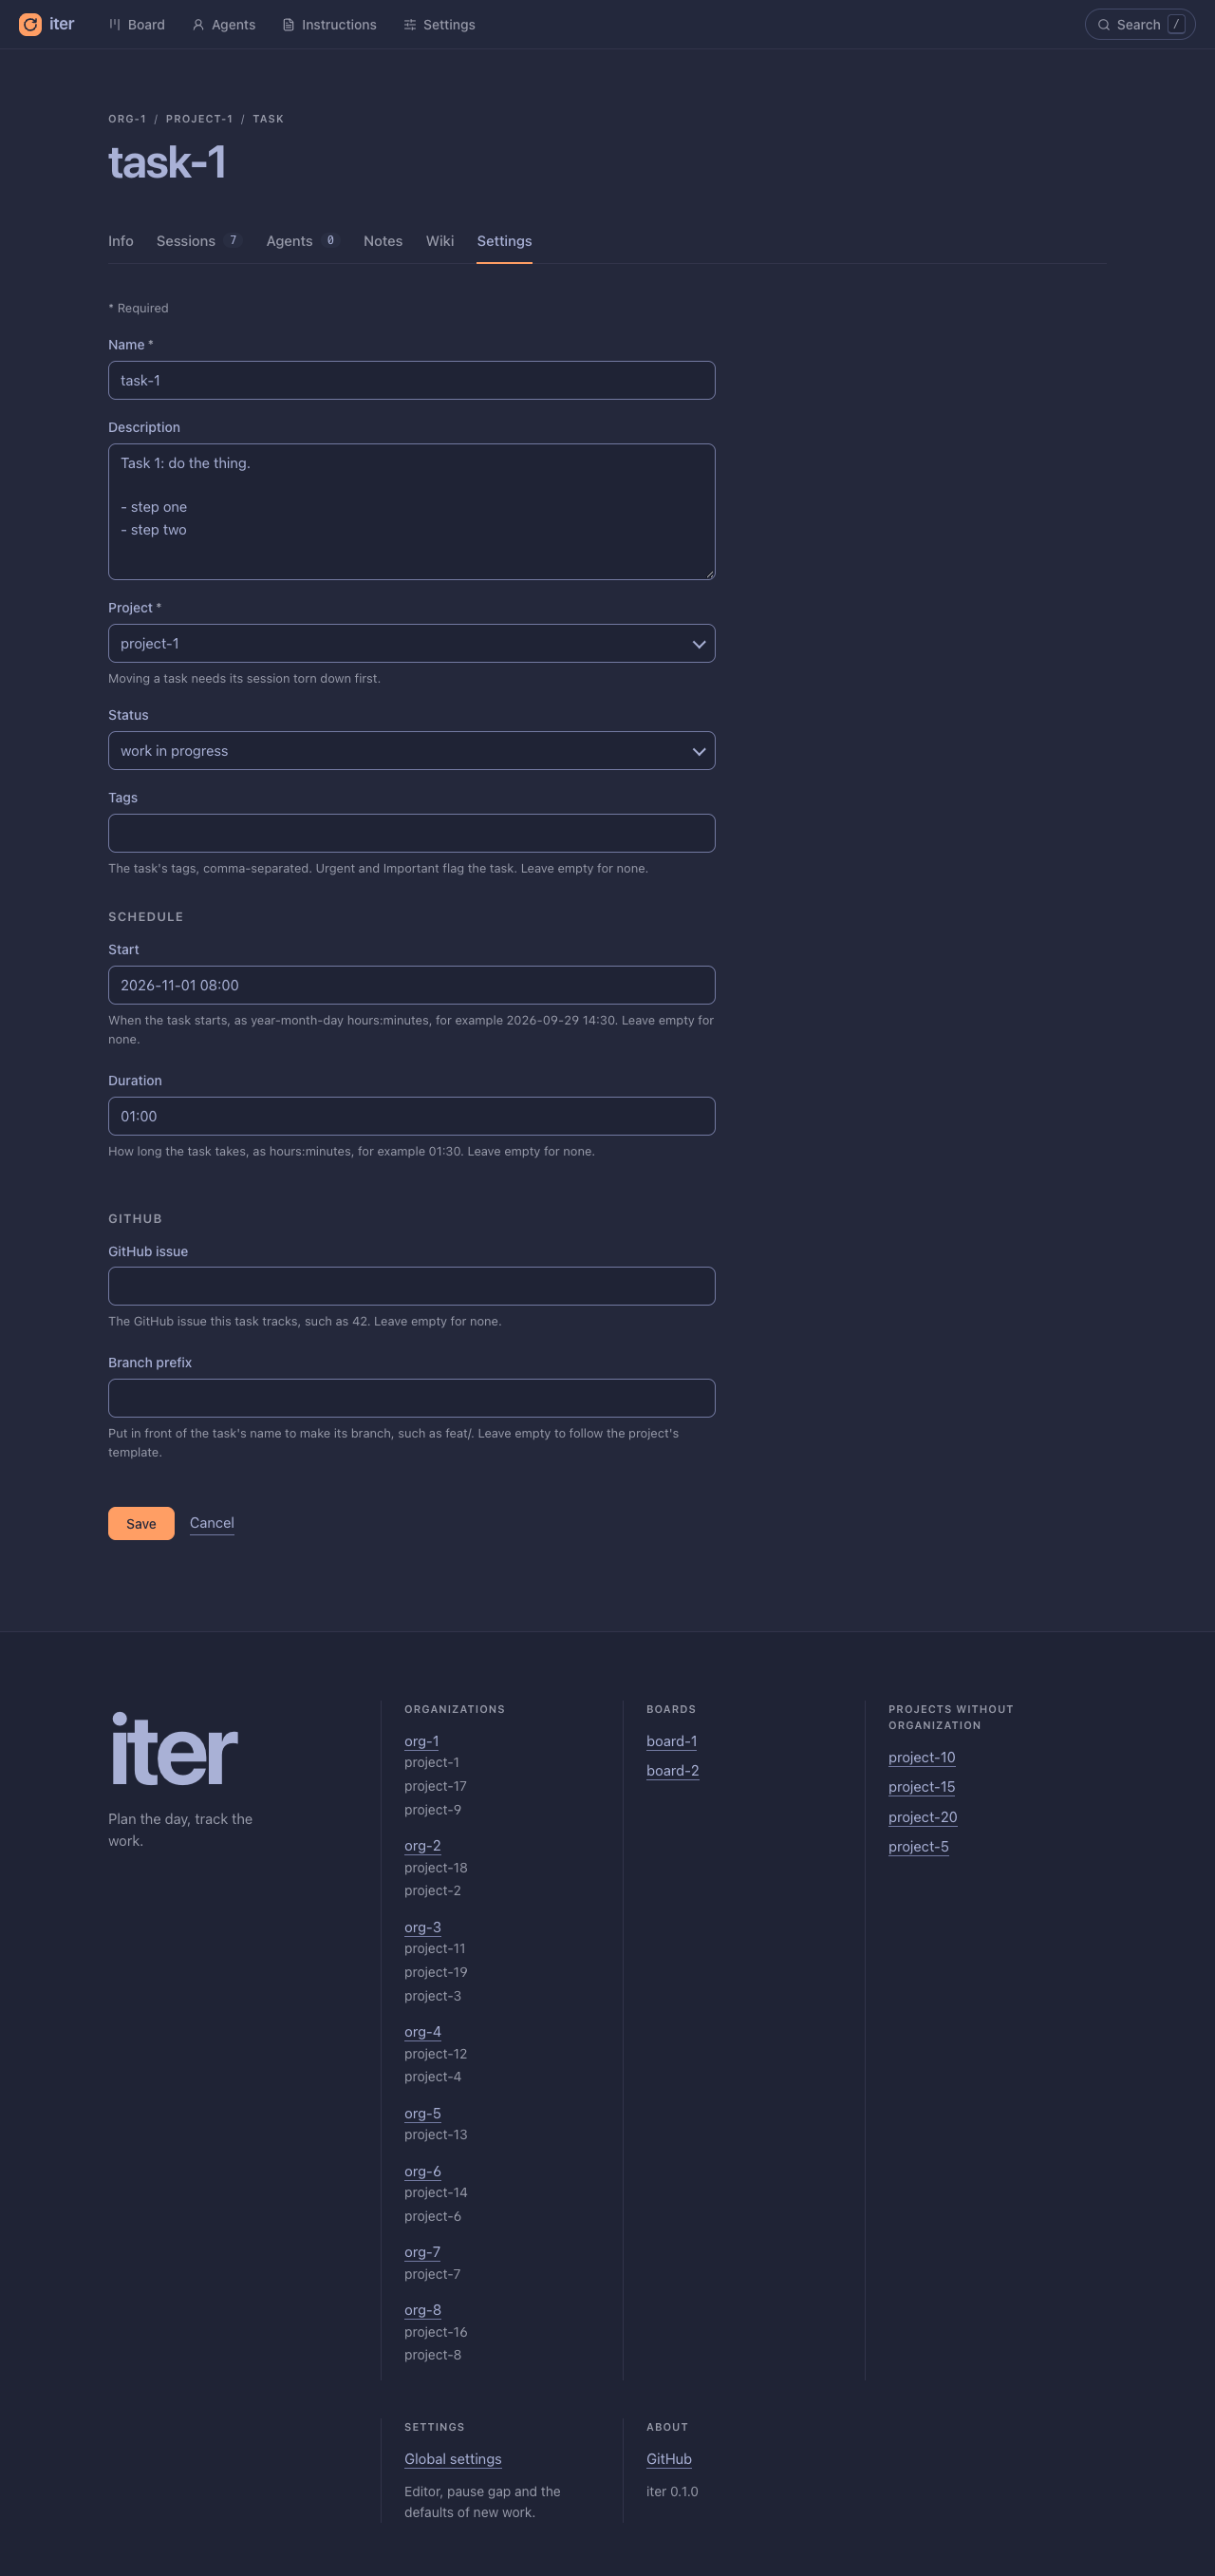 iter
Board
Agents
Instructions
Settings
Search /
ORG-1 / PROJECT-1 / TASK
task-1
Info
Sessions 7
Agents 0
Notes
Wiki
Settings
* Required
Name *
task-1
Description
Task 1: do the thing.
- step one
- step two
Project *
project-1
Moving a task needs its session torn down first.
Status
work in progress
Tags
The task's tags, comma-separated. Urgent and Important flag the task. Leave empty for none.
SCHEDULE
Start
2026-11-01 08:00
When the task starts, as year-month-day hours:minutes, for example 2026-09-29 14:30. Leave empty for
none.
Duration
01:00
How long the task takes, as hours:minutes, for example 01:30. Leave empty for none.
GITHUB
GitHub issue
The GitHub issue this task tracks, such as 42. Leave empty for none.
Branch prefix
Put in front of the task's name to make its branch, such as feat/. Leave empty to follow the project's
template.
Save
Cancel
iter
Plan the day, track the
work.
ORGANIZATIONS
org-1
project-1
project-17
project-9
org-2
project-18
project-2
org-3
project-11
project-19
project-3
org-4
project-12
project-4
org-5
project-13
org-6
project-14
project-6
org-7
project-7
org-8
project-16
project-8
BOARDS
board-1
board-2
PROJECTS WITHOUT
ORGANIZATION
project-10
project-15
project-20
project-5
SETTINGS
Global settings
Editor, pause gap and the
defaults of new work.
ABOUT
GitHub
iter 0.1.0